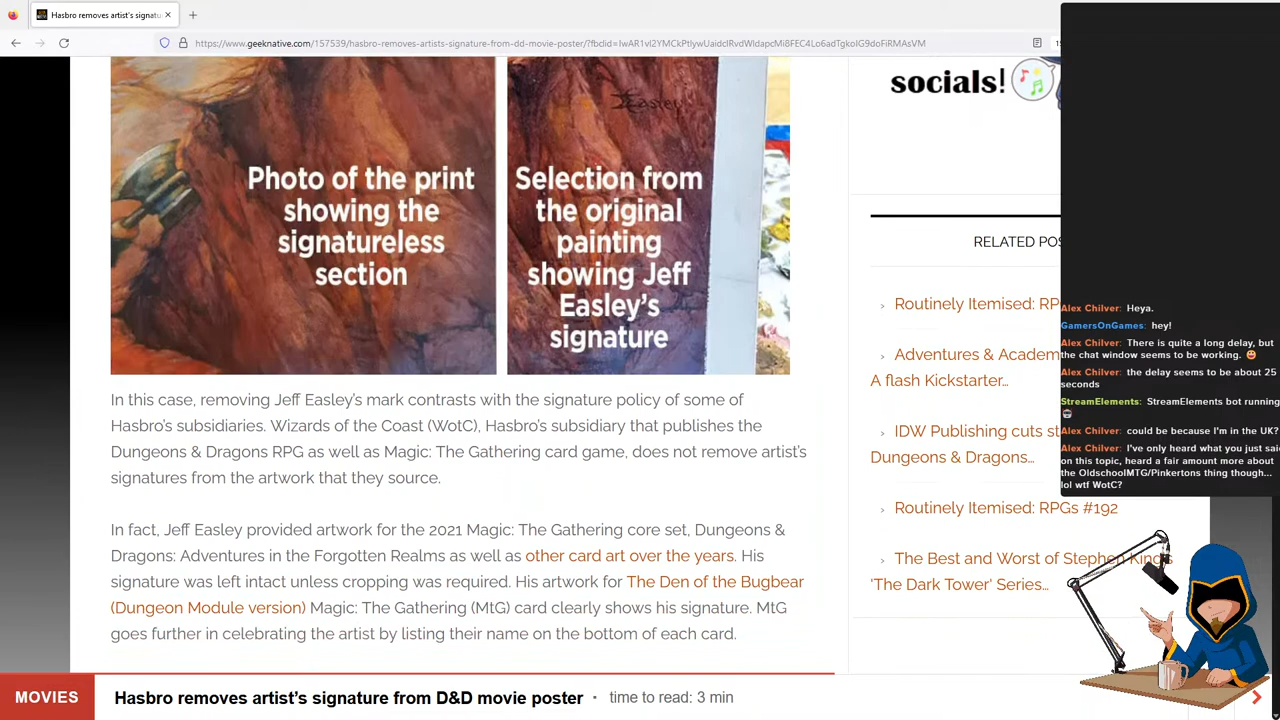 Hasbro removes artist's signatu
https://www.geeknative.com/157539/hasbro-removes-artists-signature-from-dd-movie-poster/?fbclid=IwAR1vl2YMCkPtIywUaidclRvdWldapcMi8FEC4Lo6adTgkoIG9doFiRMAsVM
Easley
Photo of the print
showing the
signatureless
section
Selection from
the original
painting
showing Jeff
Easley's
signature
In this case, removing Jeff Easley's mark contrasts with the signature policy of some of
Hasbro's subsidiaries. Wizards of the Coast (WotC), Hasbro's subsidiary that publishes the
Dungeons & Dragons RPG as well as Magic: The Gathering card game, does not remove artist's
signatures from the artwork that they source.
In fact, Jeff Easley provided artwork for the 2021 Magic: The Gathering core set, Dungeons &
Dragons: Adventures in the Forgotten Realms as well as other card art over the years. His
signature was left intact unless cropping was required. His artwork for The Den of the Bugbear
(Dungeon Module version) Magic: The Gathering (MtG) card clearly shows his signature. MtG
goes further in celebrating the artist by listing their name on the bottom of each card.
socials!
RELATED POS
Routinely Itemised: RP
Adventures & Academ
A flash Kickstarter...
IDW Publishing cuts st
Dungeons & Dragons...
Routinely Itemised: RPGs #192
The Best and Worst of Stephen King's
'The Dark Tower' Series...
Alex Chilver: Heya.
GamersOnGames: hey!
Alex Chilver: There is quite a long delay, but
the chat window seems to be working.
Alex Chilver: the delay seems to be about 25
seconds
StreamElements: StreamElements bot running
Alex Chilver: could be because I'm in the UK?
Alex Chilver: I've only heard what you just said
on this topic, heard a fair amount more about
the OldschoolMTG/Pinkertons thing though...
lol wtf WotC?
MOVIES
Hasbro removes artist's signature from D&D movie poster · time to read: 3 min